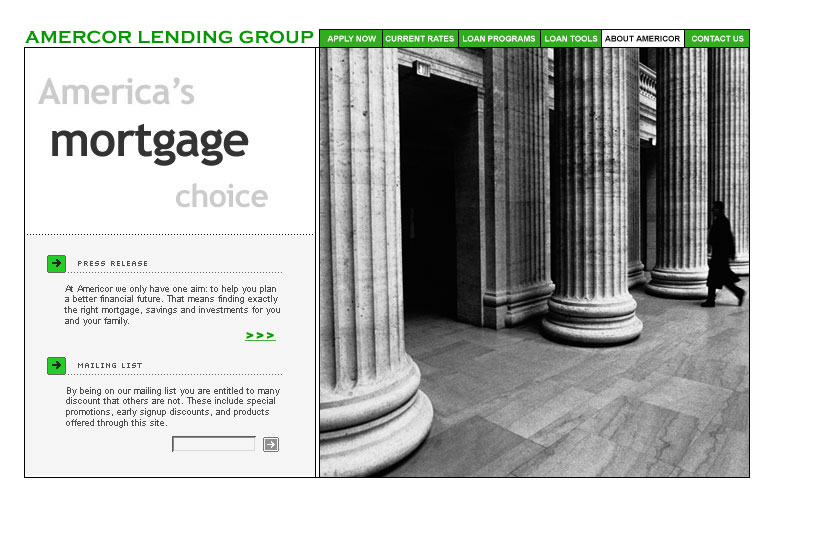 AMERCOR LENDING GROUP
APPLY NOW
CURRENT RATES
LOAN PROGRAMS
LOAN TOOLS
ABOUT AMERICOR
CONTACT US
America's
mortgage
choice
PRESS RELEASE
At Americor we only have one aim: to help you plan
a better financial future. That means finding exactly
the right mortgage, savings and investments for you
and your family.
>>>
MAILING LIST
By being on our mailing list you are entitled to many
discount that others are not. These include special
promotions, early signup discounts, and products
offered through this site.